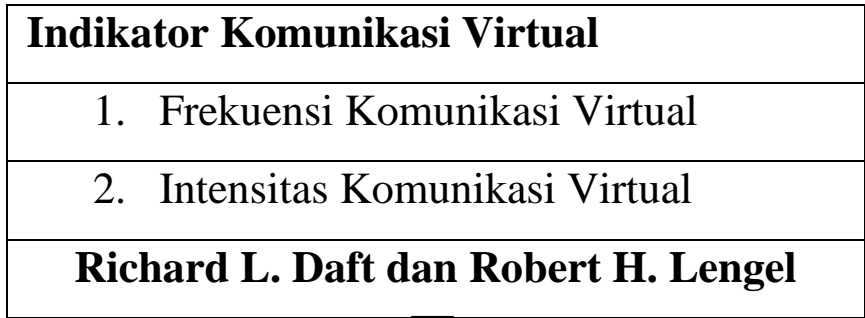 Indikator Komunikasi Virtual
1. Frekuensi Komunikasi Virtual
2. Intensitas Komunikasi Virtual
Richard L. Daft dan Robert H. Lengel